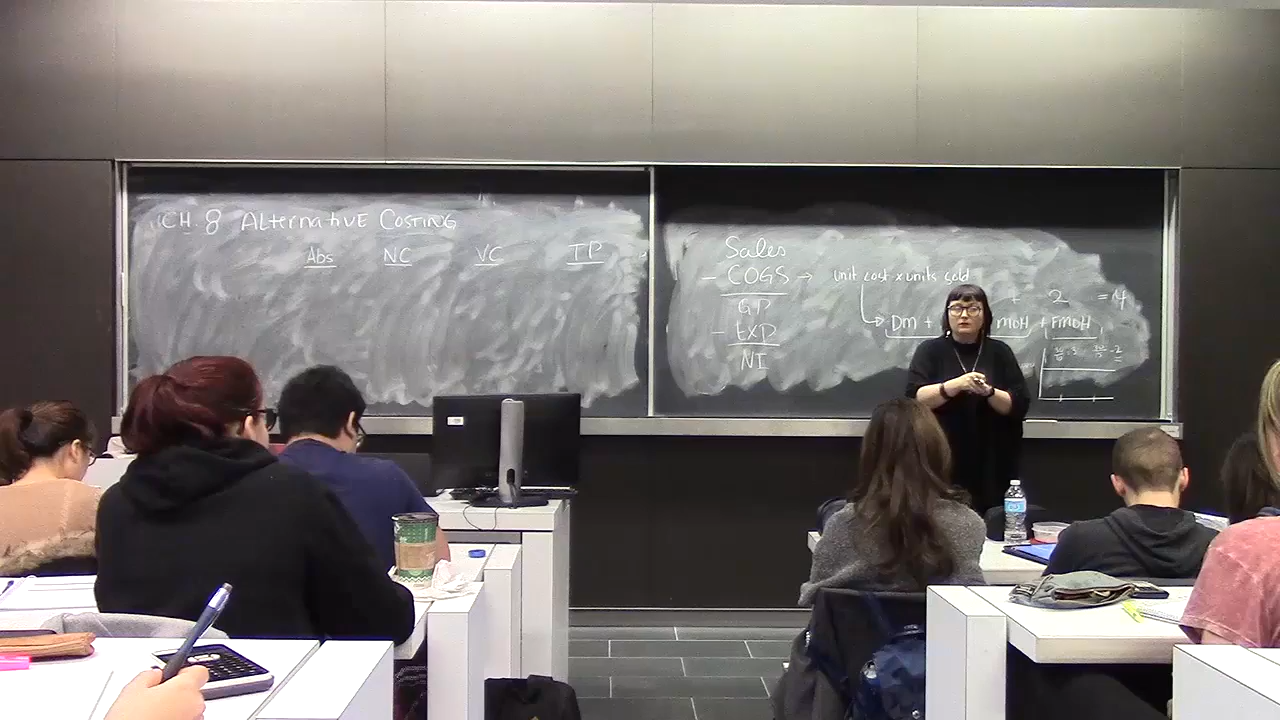 CH. 8 Alternative Costing
Abs NC VC TP
Sales
- COGS → unit cost x units sold
GP
- EXP
NI
+ 2 = 4
Dm + mOH + FmOH